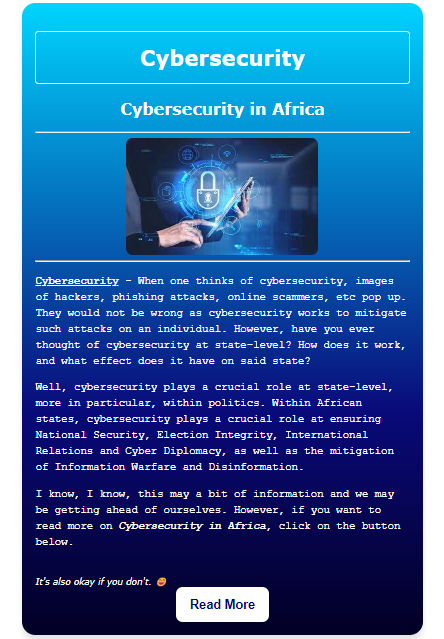 Cybersecurity
Cybersecurity in Africa
Cybersecurity - When one thinks of cybersecurity, images
of hackers, phishing attacks, online scammers, etc pop up.
They would not be wrong as cybersecurity works to mitigate
such attacks on an individual. However, have you ever
thought of cybersecurity at state-level? How does it work,
and what effect does it have on said state?
Well, cybersecurity plays a crucial role at state-level,
more in particular, within politics. Within African
states, cybersecurity plays a crucial role at ensuring
National Security, Election Integrity, International
Relations and Cyber Diplomacy, as well as the mitigation
of Information Warfare and Disinformation.
I know, I know, this may a bit of information and we may
be getting ahead of ourselves. However, if you want to
read more on Cybersecurity in Africa, click on the button
below.
It's also okay if you don't. 😅
Read More